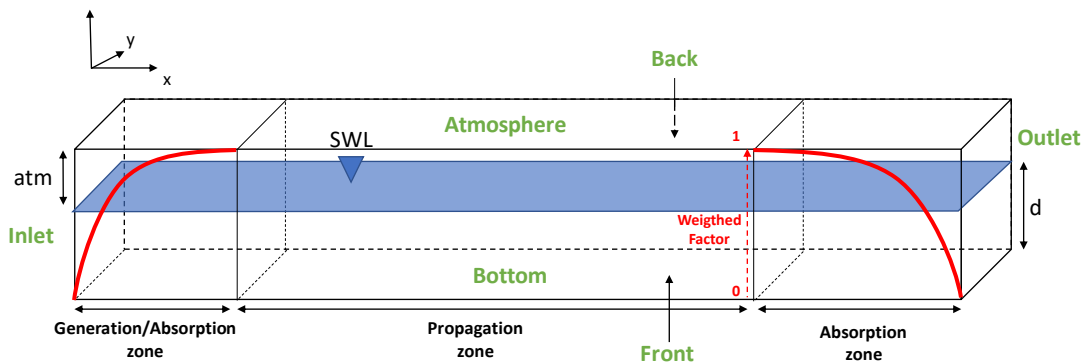 y
x
Back
Atmosphere
1
Outlet
SWL
atm
d
Inlet
Weigthed
Factor
Bottom
0
Generation/Absorption
zone
Propagation
zone
Absorption
zone
Front